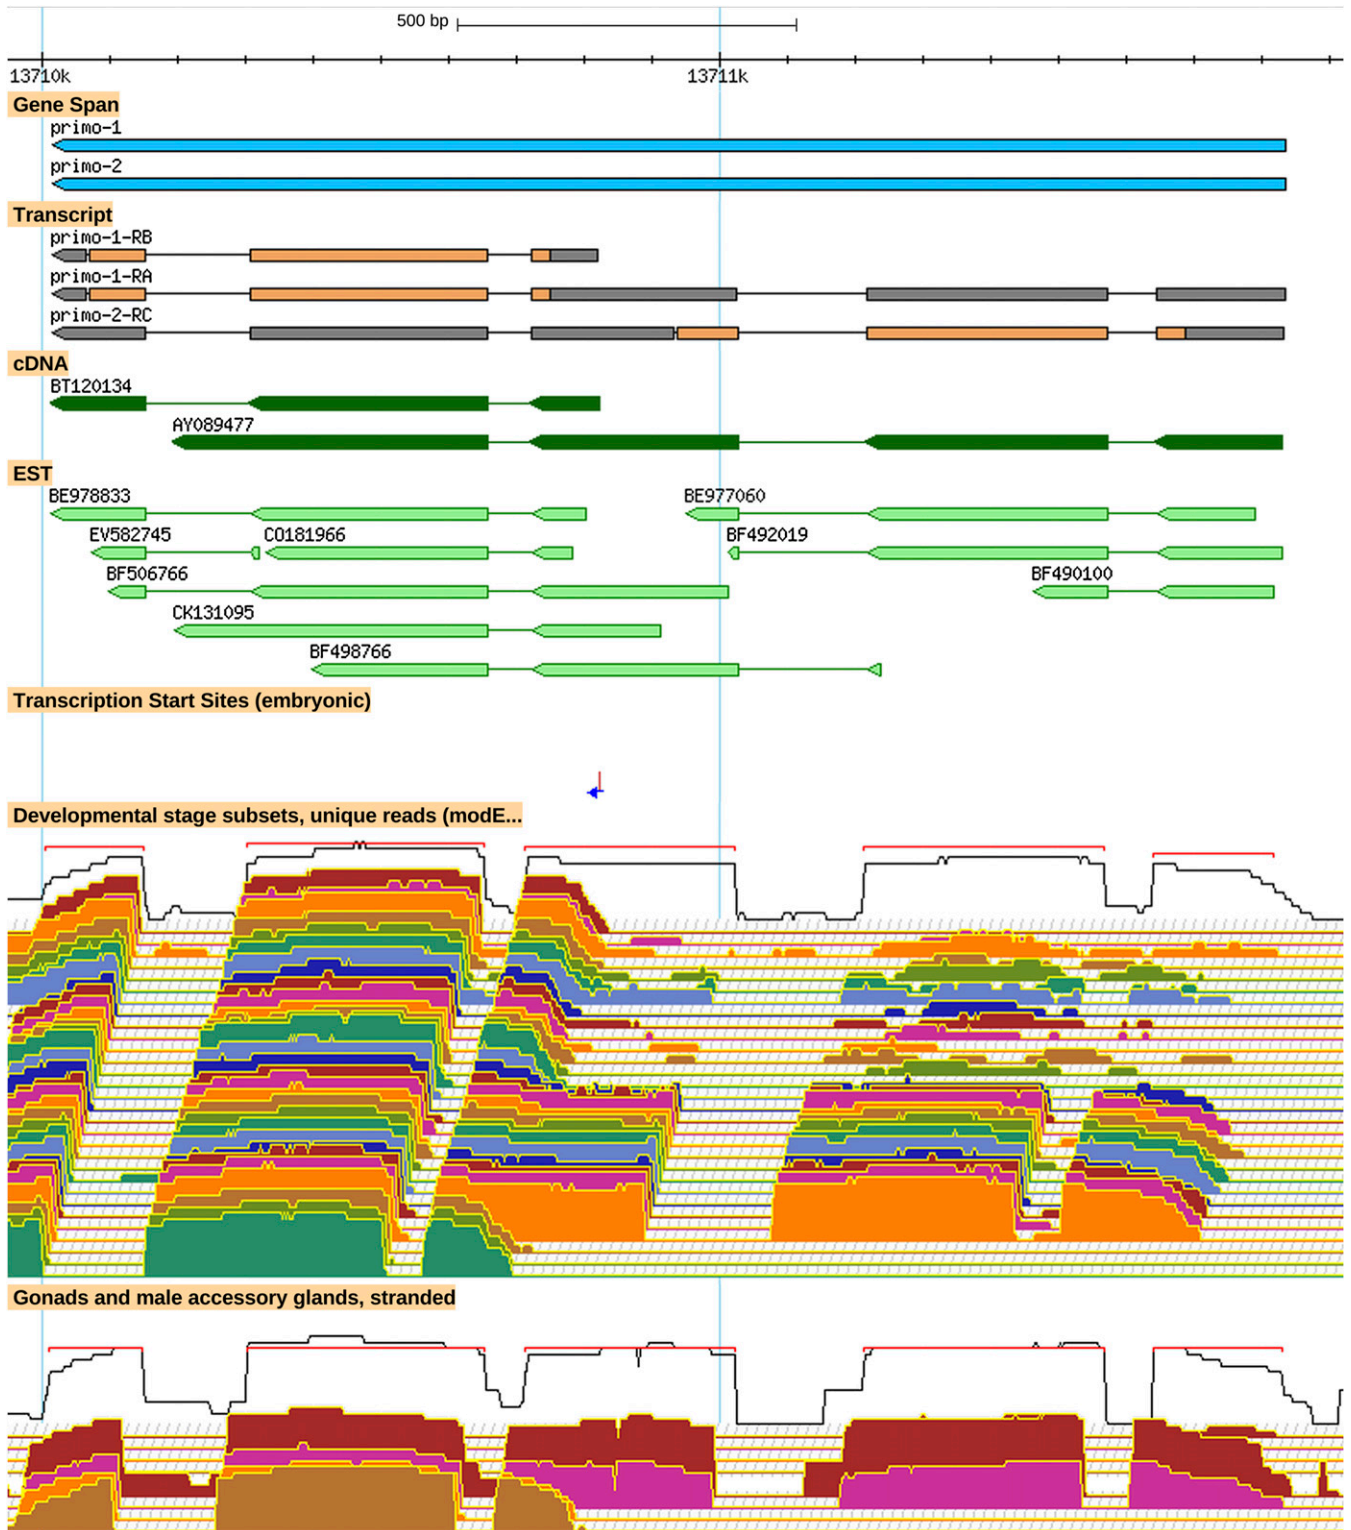 500 bp
13710k 13711k
Gene Span
primo-1
primo-2
Transcript
primo-1-RB
primo-1-RA
primo-2-RC
cDNA
BT120134
AY089477
EST
BE978833 BE977060
EV582745 CO181966 BF492019
BF506766 BF490100
CK131095
BF498766
Transcription Start Sites (embryonic)
Developmental stage subsets, unique reads (modE...
Gonads and male accessory glands, stranded